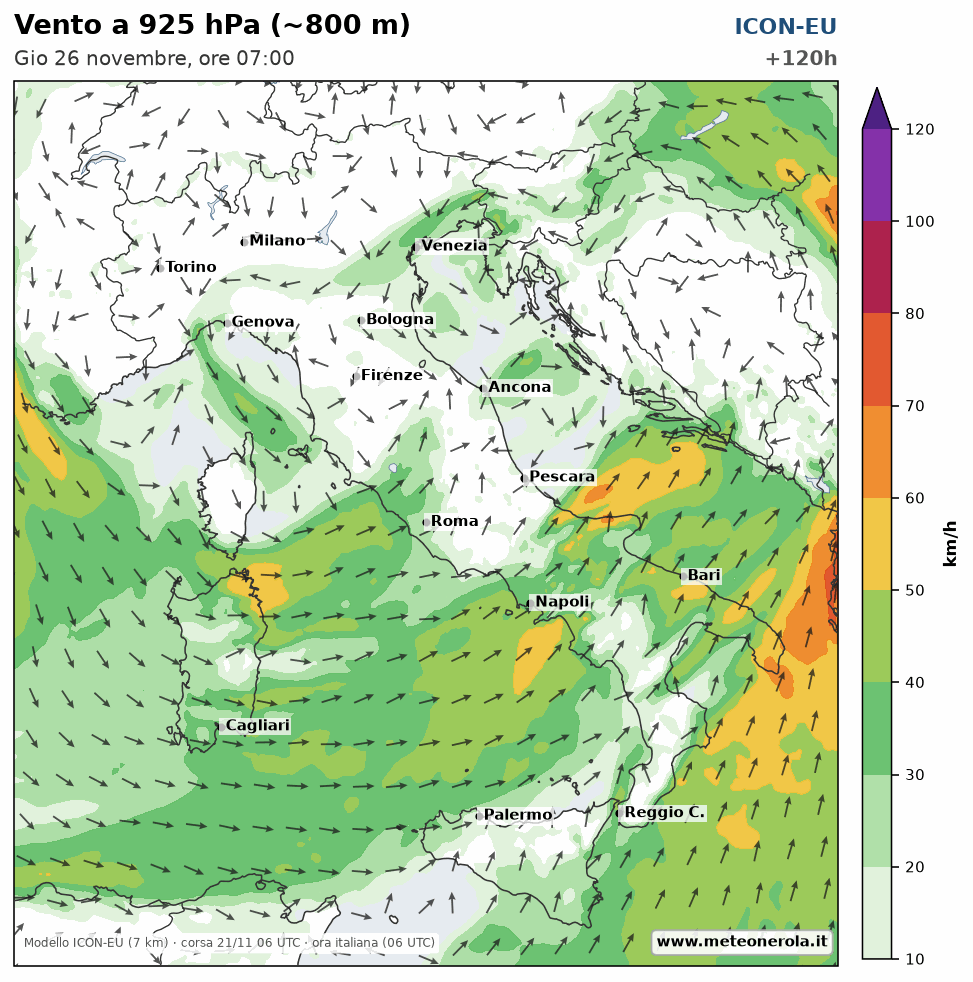 Vento a 925 hPa (~800 m)
ICON-EU
Gio 26 novembre, ore 07:00
+120h
Milano
Venezia
Torino
Genova
Bologna
Firenze
Ancona
Pescara
Roma
Bari
Napoli
Cagliari
Palermo
Reggio C.
Modello ICON-EU (7 km) · corsa 21/11 06 UTC · ora italiana (06 UTC)
www.meteonerola.it
120
100
80
70
60
50
40
30
20
10
km/h